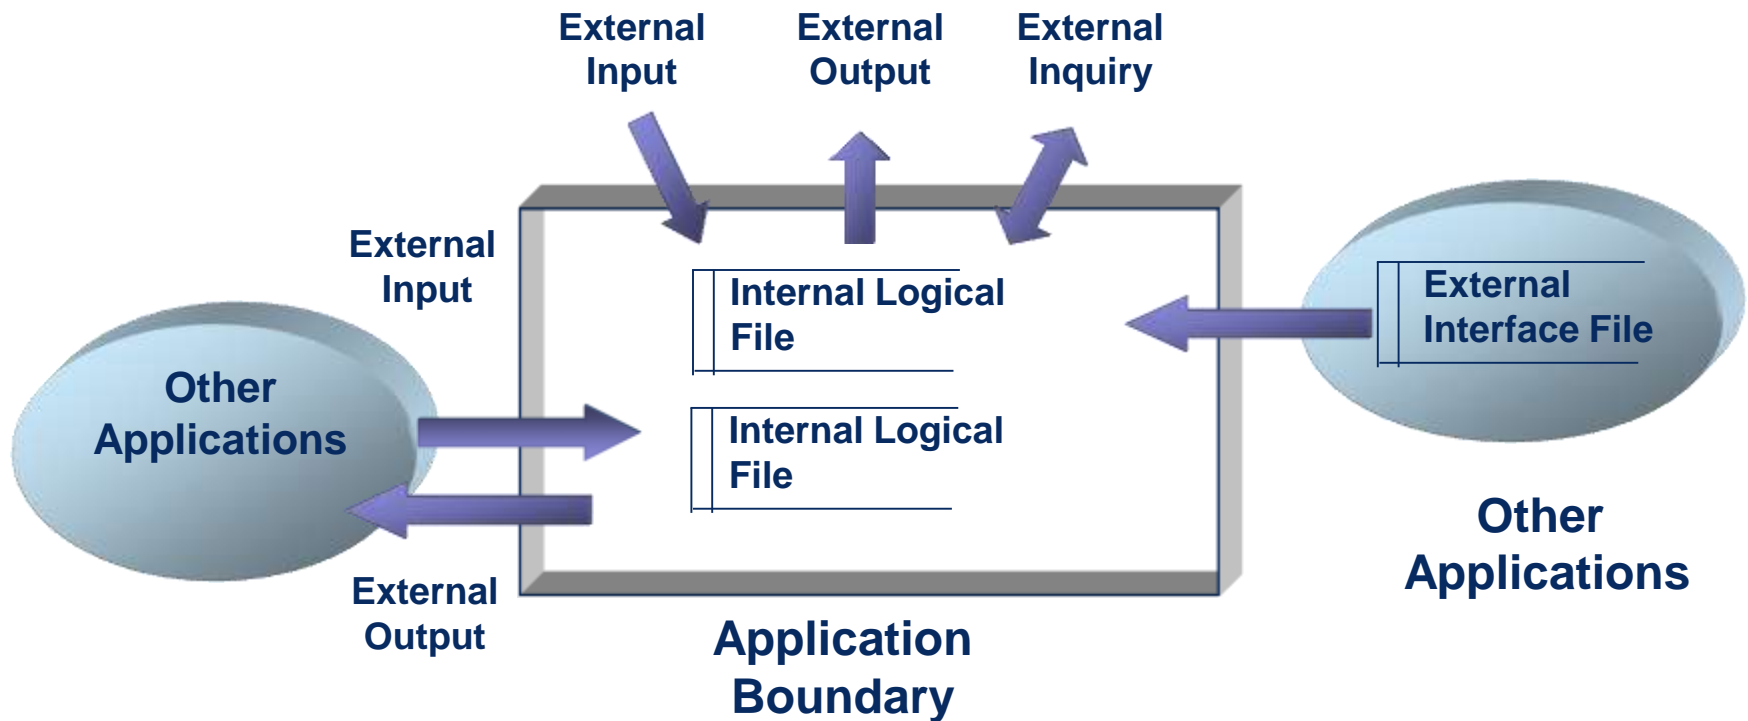 External
Input
External
Output
External
Inquiry
External
Input
Other
Applications
External
Output
Internal Logical
File
Internal Logical
File
Application
Boundary
External
Interface File
Other
Applications